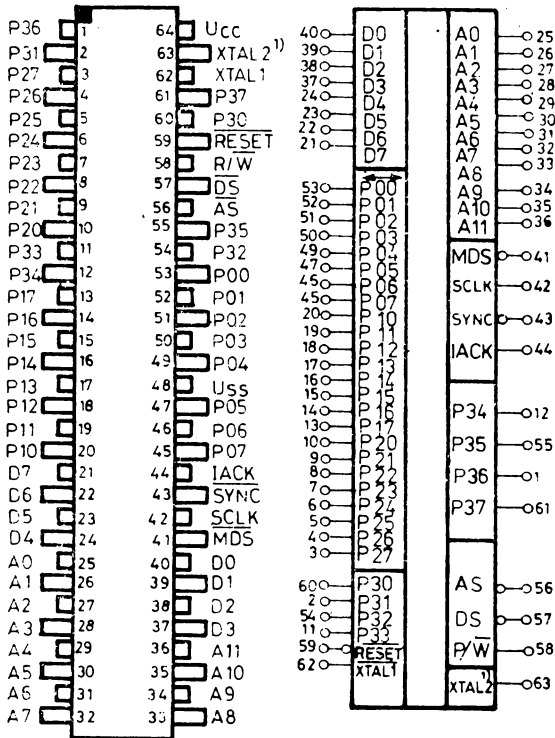 P36 1 64 Ucc
P31 2 63 XTAL2 1)
P27 3 62 XTAL1
P26 4 61 P37
P25 5 60 P30
P24 6 59 RESET
P23 7 58 R/W
P22 8 57 DS
P21 9 56 AS
P20 10 55 P35
P33 11 54 P32
P34 12 53 P00
P17 13 52 P01
P16 14 51 P02
P15 15 50 P03
P14 16 49 P04
P13 17 48 Uss
P12 18 47 P05
P11 19 46 P06
P10 20 45 P07
D7 21 44 IACK
D6 22 43 SYNC
D5 23 42 SCLK
D4 24 41 MDS
A0 25 40 D0
A1 26 39 D1
A2 27 38 D2
A3 28 37 D3
A4 29 36 A11
A5 30 35 A10
A6 31 34 A9
A7 32 33 A8
40 D0
39 D1
38 D2
37 D3
24 D4
23 D5
22 D6
21 D7
53 P00
52 P01
51 P02
50 P03
49 P04
47 P05
45 P06
45 P07
20 P10
19 P11
18 P12
17 P13
16 P14
15 P15
14 P16
13 P17
10 P20
9 P21
8 P22
7 P23
6 P24
5 P25
4 P26
3 P27
60 P30
2 P31
54 P32
11 P33
59 RESET
62 XTAL1
A0 25
A1 26
A2 27
A3 28
A4 29
A5 30
A6 31
A7 32
A8 33
A9 34
A10 35
A11 36
MDS 41
SCLK 42
SYNC 43
IACK 44
P34 12
P35 55
P36 1
P37 61
AS 56
DS 57
P/W 58
XTAL2 1) 63